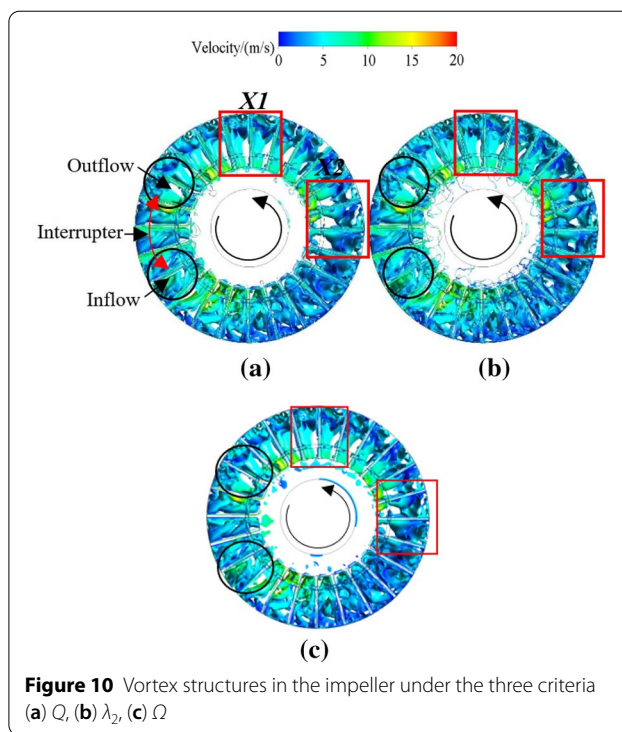 Velocity/(m/s)
0 5 10 15 20
X1
X2
Outflow
Interrupter
Inflow
(a)
(b)
(c)
Figure 10 Vortex structures in the impeller under the three criteria
(a) Q, (b) λ₂, (c) Ω